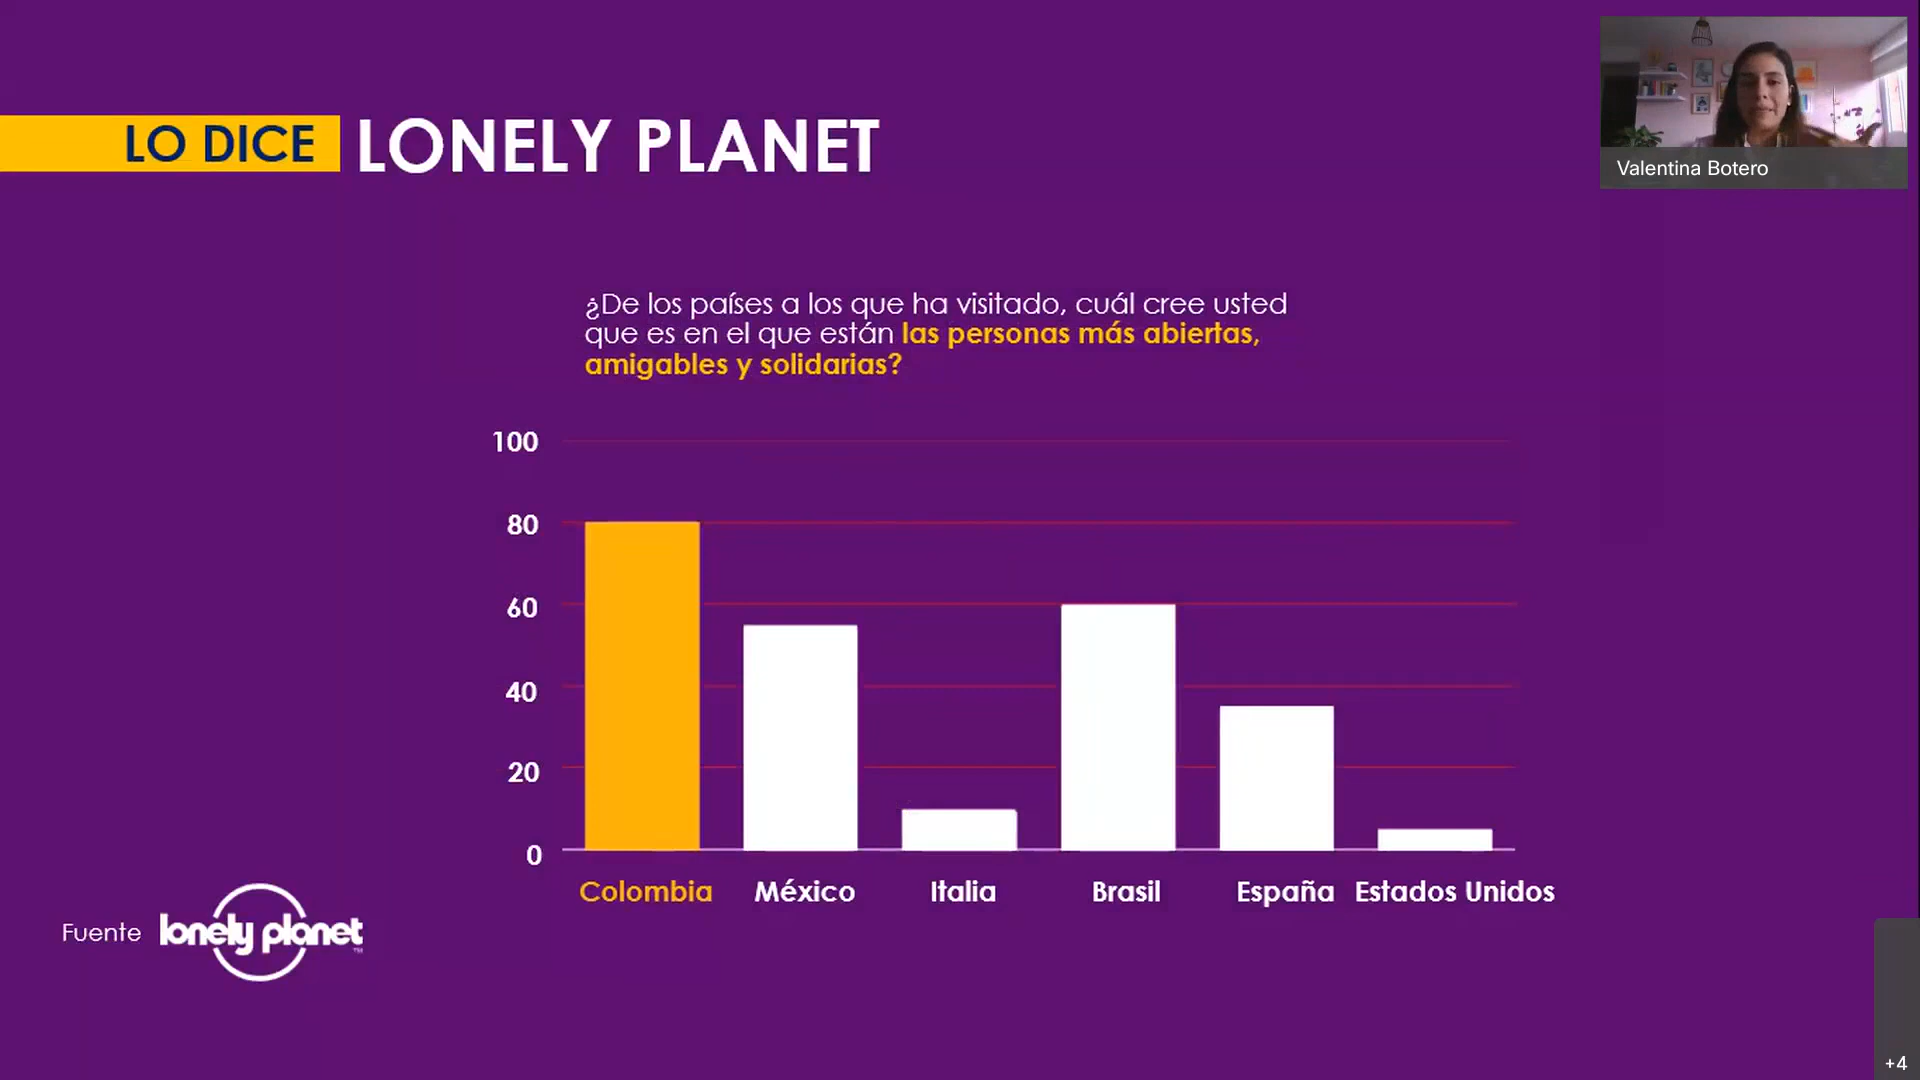 LO DICE LONELY PLANET
Valentina Botero
¿De los países a los que ha visitado, cuál cree usted
que es en el que están las personas más abiertas,
amigables y solidarias?
100
80
60
40
20
0
Colombia México Italia Brasil España Estados Unidos
Fuente lonely planet™
+4